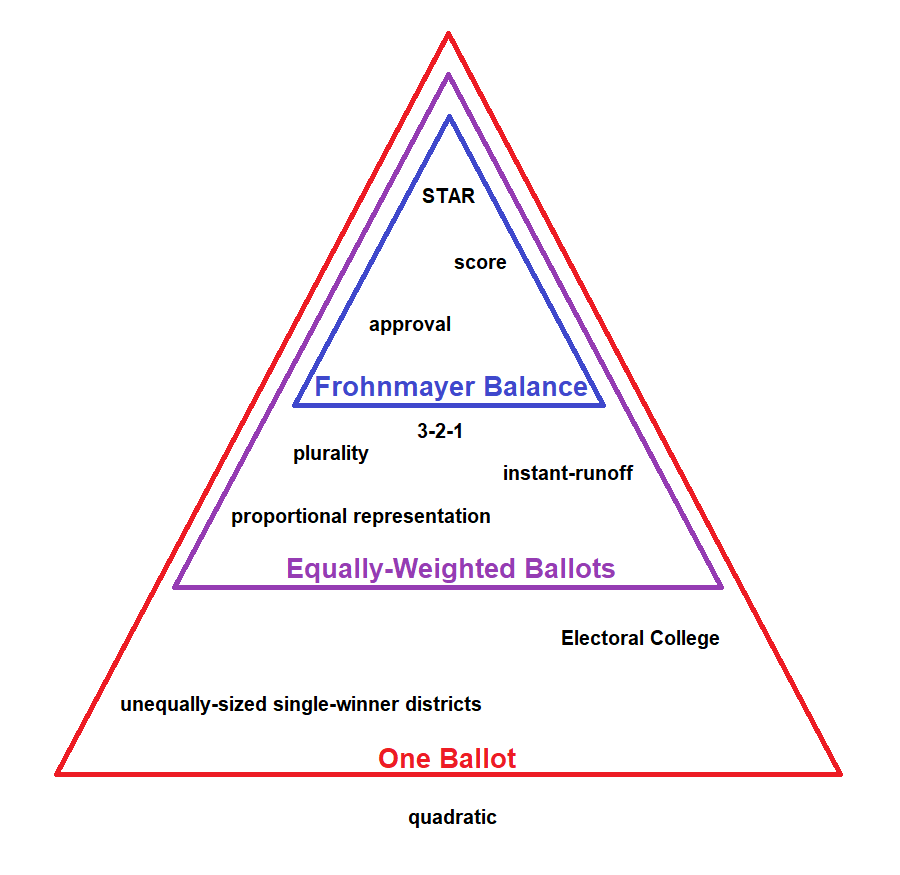 STAR
score
approval
Frohnmayer Balance
3-2-1
plurality
instant-runoff
proportional representation
Equally-Weighted Ballots
Electoral College
unequally-sized single-winner districts
One Ballot
quadratic